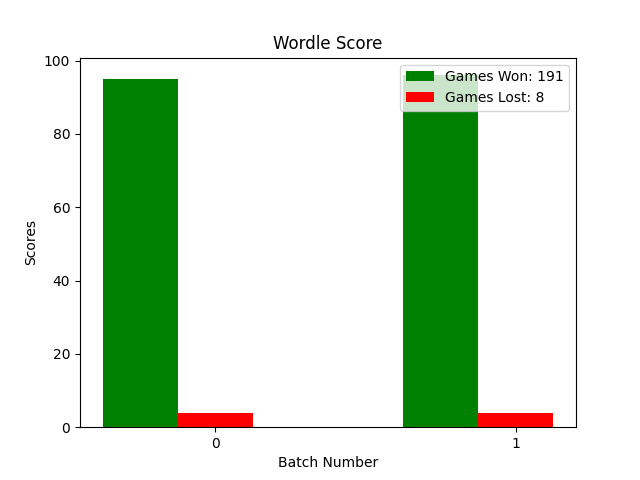 Wordle Score
Games Won: 191
Games Lost: 8
100
80
60
40
20
0
Scores
0 1
Batch Number